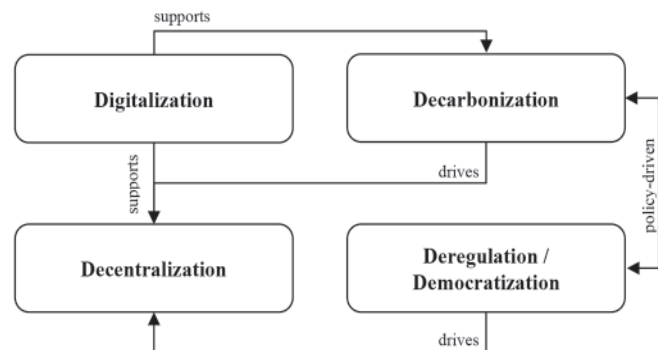 supports
Digitalization
Decarbonization
supports
drives
policy-driven
Decentralization
Deregulation /
Democratization
drives